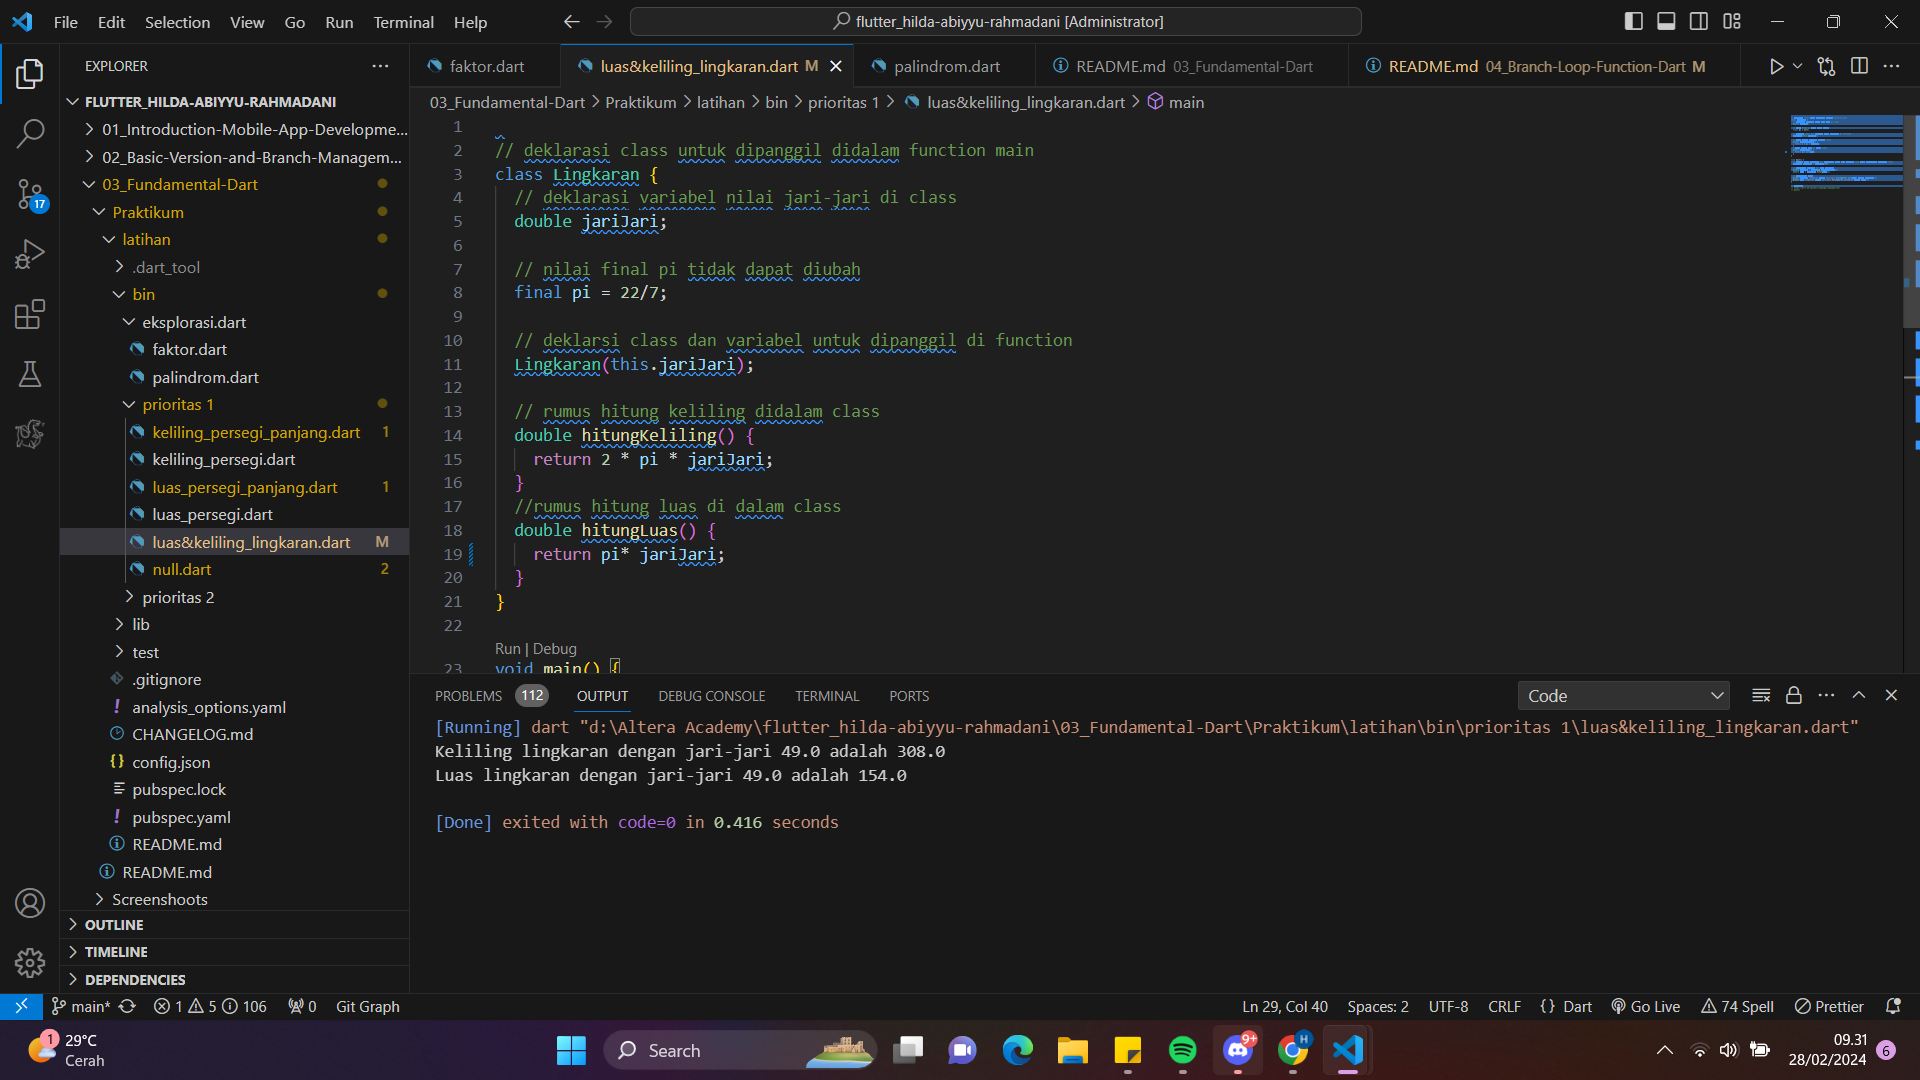 File Edit Selection View Go Run Terminal Help
flutter_hilda-abiyyu-rahmadani [Administrator]
EXPLORER
FLUTTER_HILDA-ABIYYU-RAHMADANI
01_Introduction-Mobile-App-Developme...
02_Basic-Version-and-Branch-Managem...
03_Fundamental-Dart
Praktikum
latihan
.dart_tool
bin
eksplorasi.dart
faktor.dart
palindrom.dart
prioritas 1
keliling_persegi_panjang.dart 1
keliling_persegi.dart
luas_persegi_panjang.dart 1
luas_persegi.dart
luas&keliling_lingkaran.dart M
null.dart 2
prioritas 2
lib
test
.gitignore
analysis_options.yaml
CHANGELOG.md
config.json
pubspec.lock
pubspec.yaml
README.md
README.md
Screenshoots
OUTLINE
TIMELINE
DEPENDENCIES
17
faktor.dart
luas&keliling_lingkaran.dart M
palindrom.dart
README.md 03_Fundamental-Dart
README.md 04_Branch-Loop-Function-Dart M
03_Fundamental-Dart > Praktikum > latihan > bin > prioritas 1 > luas&keliling_lingkaran.dart > main
1
2 // deklarasi class untuk dipanggil didalam function main
3 class Lingkaran {
4 // deklarasi variabel nilai jari-jari di class
5 double jariJari;
6
7 // nilai final pi tidak dapat diubah
8 final pi = 22/7;
9
10 // deklarsi class dan variabel untuk dipanggil di function
11 Lingkaran(this.jariJari);
12
13 // rumus hitung keliling didalam class
14 double hitungKeliling() {
15 return 2 * pi * jariJari;
16 }
17 //rumus hitung luas di dalam class
18 double hitungLuas() {
19 return pi* jariJari;
20 }
21 }
22
Run | Debug
23 void main() {
PROBLEMS 112 OUTPUT DEBUG CONSOLE TERMINAL PORTS
Code
[Running] dart "d:\Altera Academy\flutter_hilda-abiyyu-rahmadani\03_Fundamental-Dart\Praktikum\latihan\bin\prioritas 1\luas&keliling_lingkaran.dart"
Keliling lingkaran dengan jari-jari 49.0 adalah 308.0
Luas lingkaran dengan jari-jari 49.0 adalah 154.0
[Done] exited with code=0 in 0.416 seconds
main* 1 5 106 0 Git Graph
Ln 29, Col 40 Spaces: 2 UTF-8 CRLF {} Dart Go Live 74 Spell Prettier
1
29°C
Cerah
Search
9+
H
09.31
28/02/2024
6